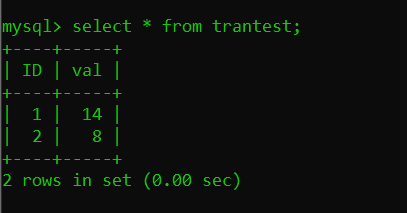 mysql> select * from trantest;
+----+-----+
| ID | val |
+----+-----+
|  1 |  14 |
|  2 |   8 |
+----+-----+
2 rows in set (0.00 sec)